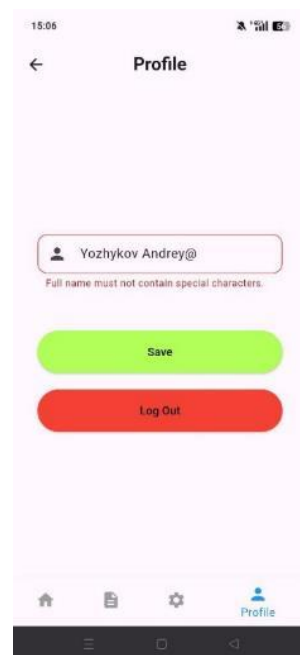 15:06
Profile
Yozhykov Andrey@
Full name must not contain special characters.
Save
Log Out
Profile